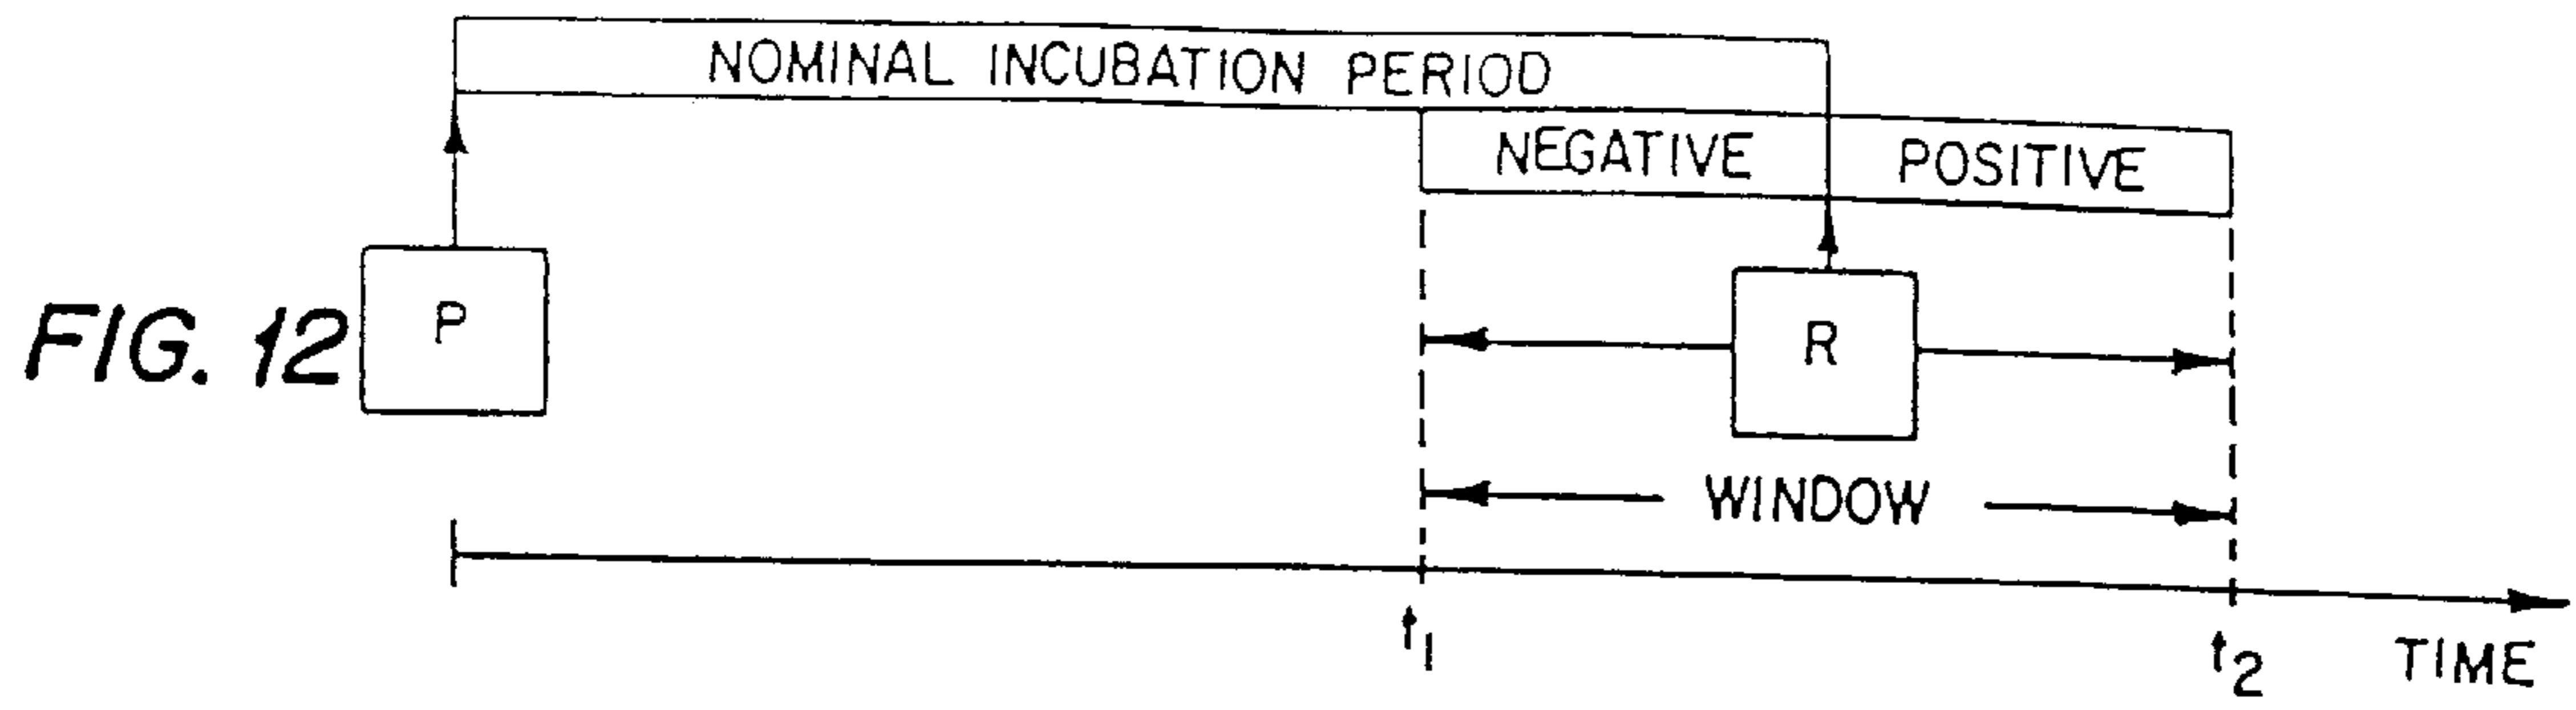 NOMINAL INCUBATION PERIOD
NEGATIVE POSITIVE
FIG. 12
P
R
WINDOW
t1
t2
TIME